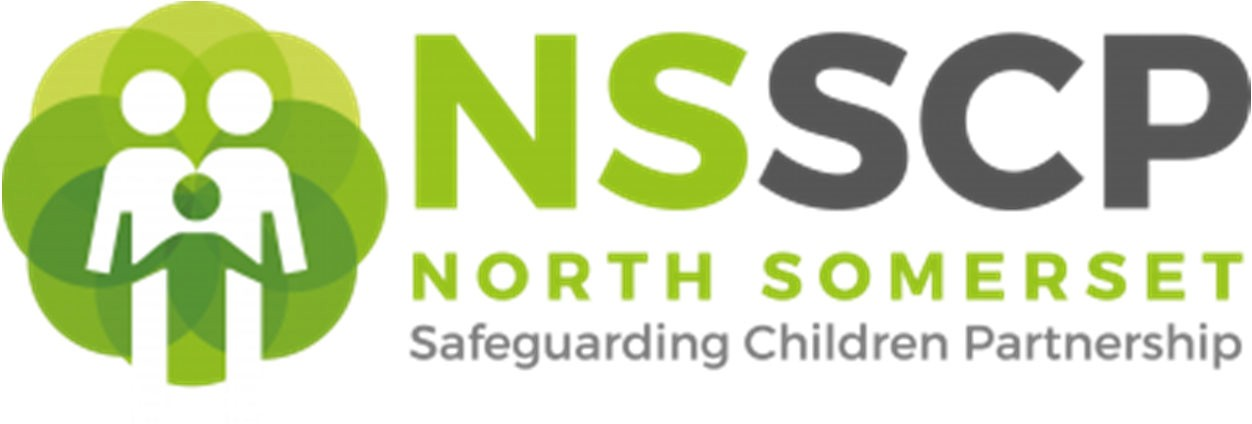 NSSCP
NORTH SOMERSET
Safeguarding Children Partnership